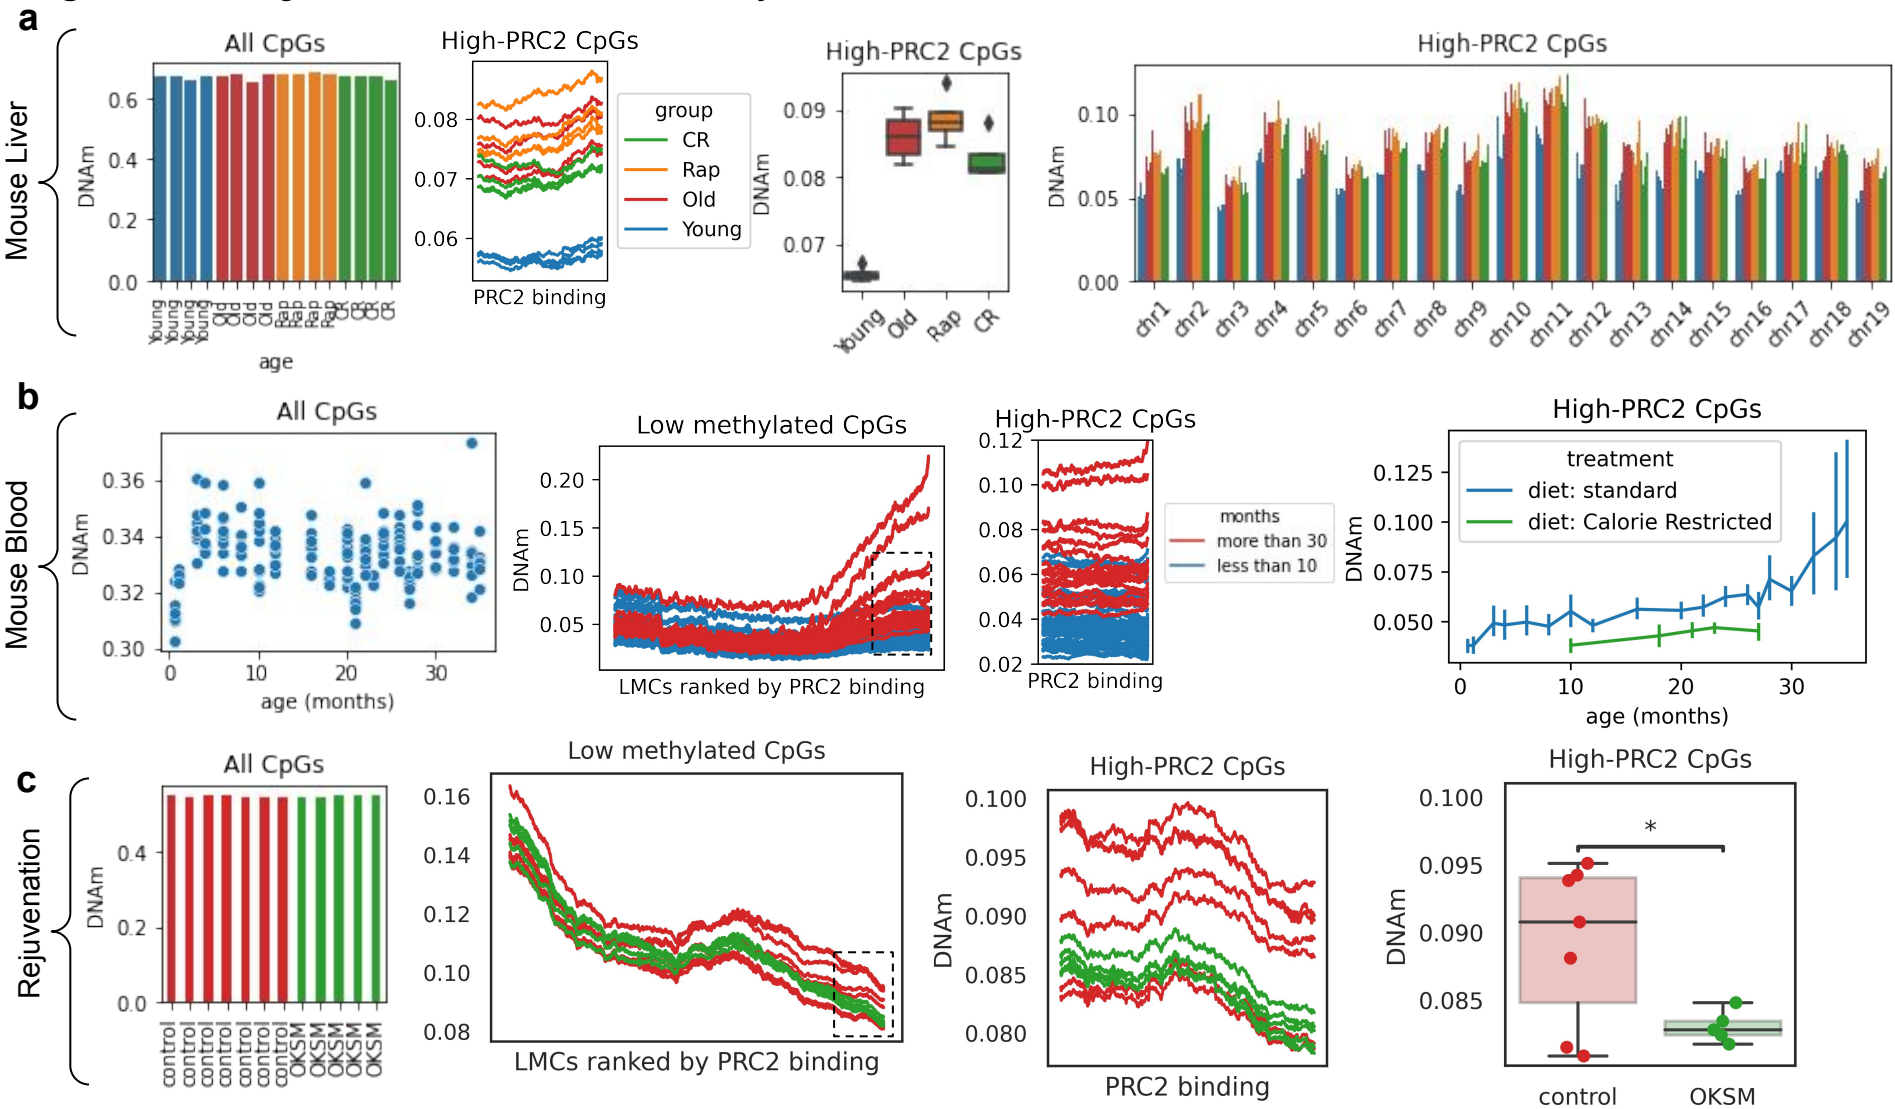 a
Mouse Liver
All CpGs
DNAm
0.6
0.4
0.2
0.0
Young Young Young Young Old Old Old Old Rap Rap Rap Rap CR CR CR CR
age
High-PRC2 CpGs
0.08
0.07
0.06
PRC2 binding
group
CR
Rap
Old
Young
High-PRC2 CpGs
DNAm
0.09
0.08
0.07
Young Old Rap CR
High-PRC2 CpGs
DNAm
0.10
0.05
0.00
chr1 chr2 chr3 chr4 chr5 chr6 chr7 chr8 chr9 chr10 chr11 chr12 chr13 chr14 chr15 chr16 chr17 chr18 chr19
b
Mouse Blood
All CpGs
DNAm
0.36
0.34
0.32
0.30
0 10 20 30
age (months)
Low methylated CpGs
DNAm
0.20
0.15
0.10
0.05
LMCs ranked by PRC2 binding
High-PRC2 CpGs
0.12
0.10
0.08
0.06
0.04
0.02
PRC2 binding
months
more than 30
less than 10
High-PRC2 CpGs
DNAm
0.125
0.100
0.075
0.050
treatment
diet: standard
diet: Calorie Restricted
0 10 20 30
age (months)
c
Rejuvenation
All CpGs
DNAm
0.4
0.2
0.0
control control control control control control control OKSM OKSM OKSM OKSM OKSM
Low methylated CpGs
0.16
0.14
0.12
0.10
0.08
LMCs ranked by PRC2 binding
High-PRC2 CpGs
DNAm
0.100
0.095
0.090
0.085
0.080
PRC2 binding
High-PRC2 CpGs
DNAm
0.100
0.095
0.090
0.085
*
control OKSM